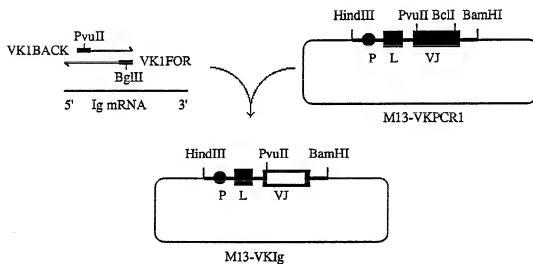 PvuII
VK1BACK
VK1FOR
BglII
5' Ig mRNA 3'
HindIII PvuII BclI BamHI
P L VJ
M13-VKPCR1
HindIII PvuII BamHI
P L VJ
M13-VKIg